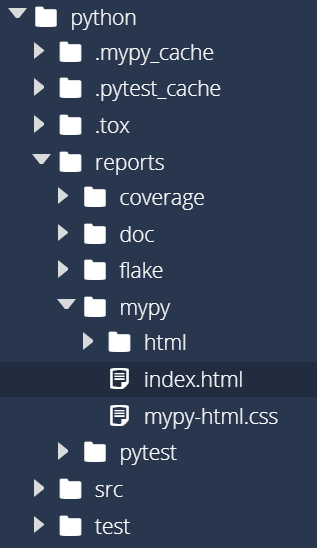 python
.mypy_cache
.pytest_cache
.tox
reports
coverage
doc
flake
mypy
html
index.html
mypy-html.css
pytest
src
test